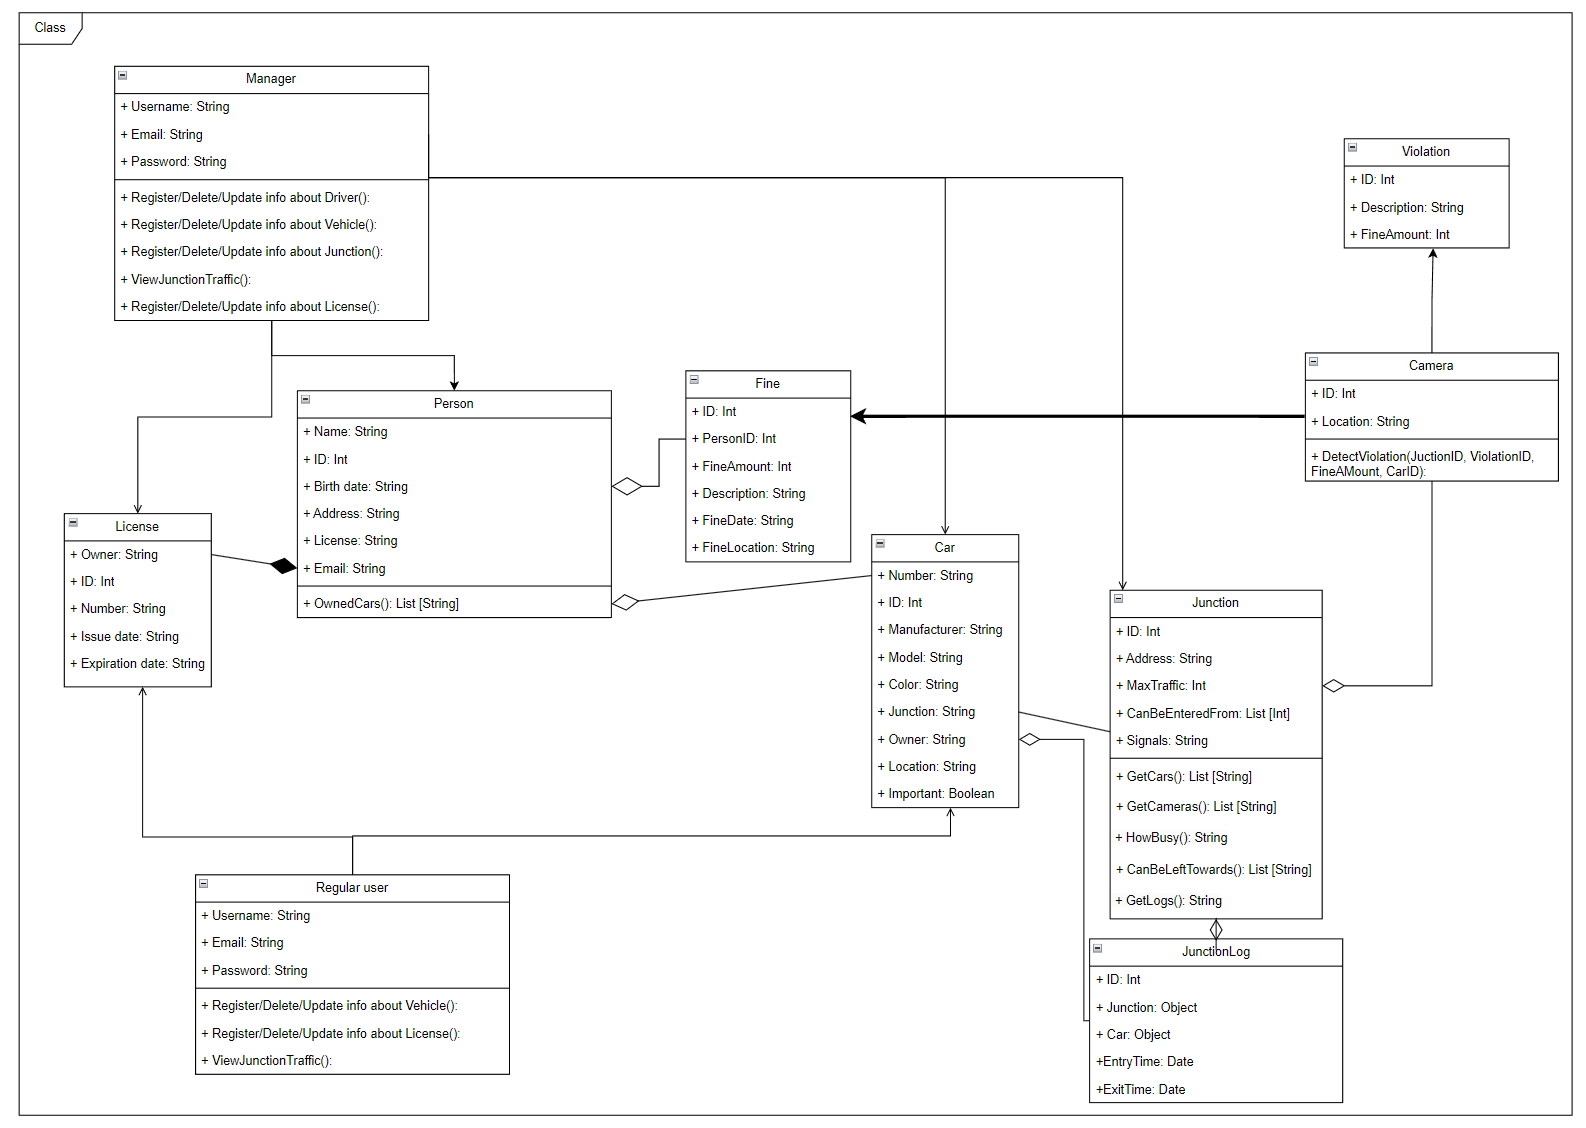 Class
Manager
+ Username: String
+ Email: String
+ Password: String
+ Register/Delete/Update info about Driver():
+ Register/Delete/Update info about Vehicle():
+ Register/Delete/Update info about Junction():
+ ViewJunctionTraffic():
+ Register/Delete/Update info about License():
Violation
+ ID: Int
+ Description: String
+ FineAmount: Int
Camera
+ ID: Int
+ Location: String
+ DetectViolation(JuctionID, ViolationID,
FineAMount, CarID):
Person
+ Name: String
+ ID: Int
+ Birth date: String
+ Address: String
+ License: String
+ Email: String
+ OwnedCars(): List [String]
Fine
+ ID: Int
+ PersonID: Int
+ FineAmount: Int
+ Description: String
+ FineDate: String
+ FineLocation: String
License
+ Owner: String
+ ID: Int
+ Number: String
+ Issue date: String
+ Expiration date: String
Car
+ Number: String
+ ID: Int
+ Manufacturer: String
+ Model: String
+ Color: String
+ Junction: String
+ Owner: String
+ Location: String
+ Important: Boolean
Junction
+ ID: Int
+ Address: String
+ MaxTraffic: Int
+ CanBeEnteredFrom: List [Int]
+ Signals: String
+ GetCars(): List [String]
+ GetCameras(): List [String]
+ HowBusy(): String
+ CanBeLeftTowards(): List [String]
+ GetLogs(): String
Regular user
+ Username: String
+ Email: String
+ Password: String
+ Register/Delete/Update info about Vehicle():
+ Register/Delete/Update info about License():
+ ViewJunctionTraffic():
JunctionLog
+ ID: Int
+ Junction: Object
+ Car: Object
+EntryTime: Date
+ExitTime: Date